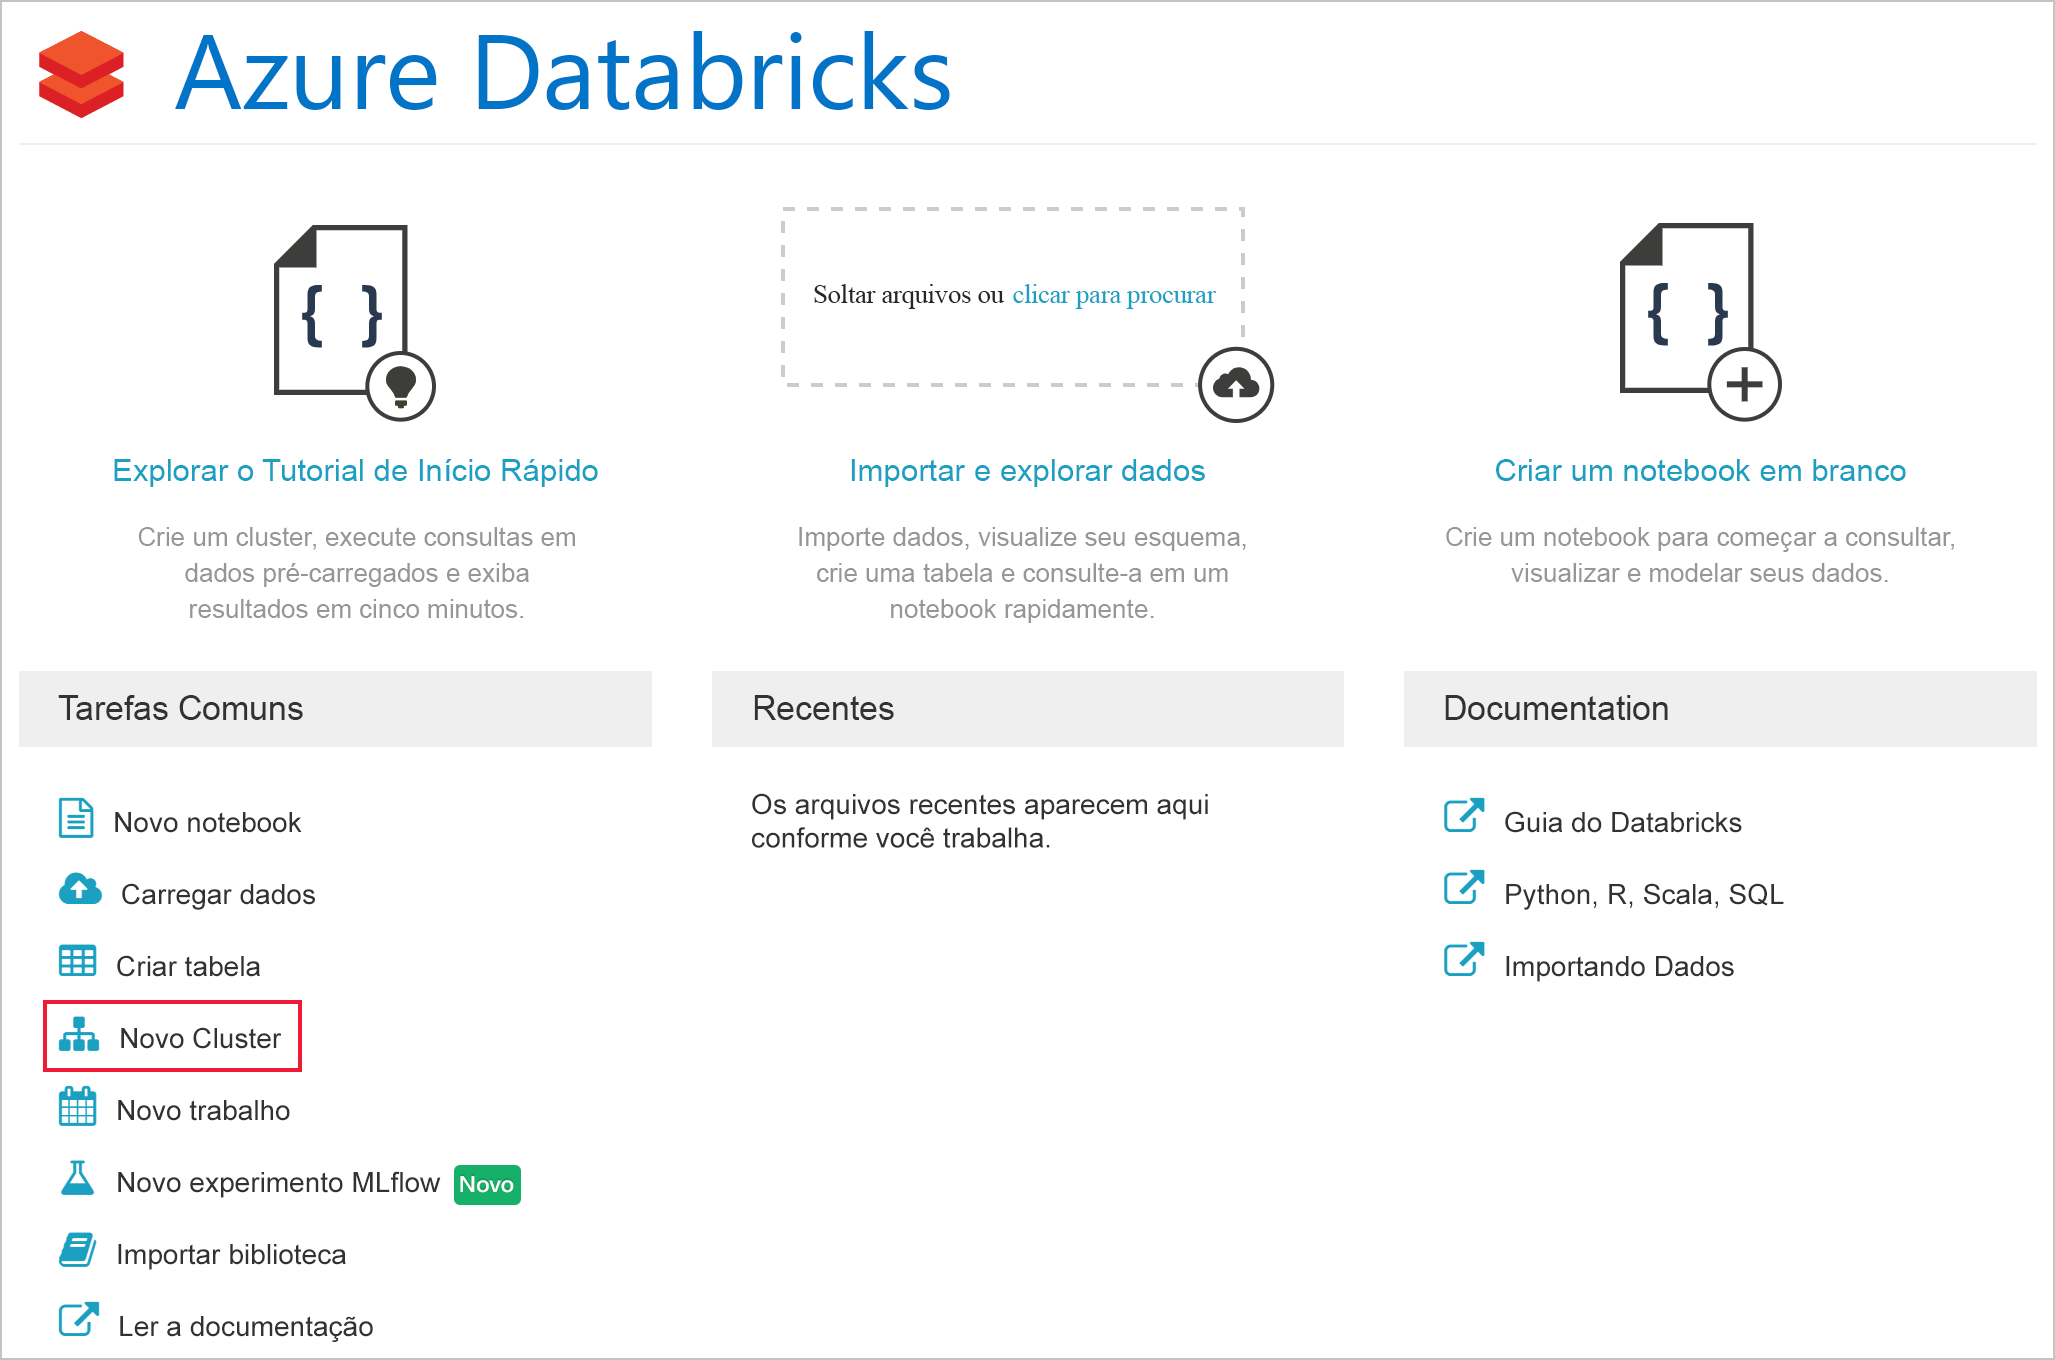 Azure Databricks
{ }
Soltar arquivos ou clicar para procurar
{ }
Explorar o Tutorial de Início Rápido
Crie um cluster, execute consultas em
dados pré-carregados e exiba
resultados em cinco minutos.
Importar e explorar dados
Importe dados, visualize seu esquema,
crie uma tabela e consulte-a em um
notebook rapidamente.
Criar um notebook em branco
Crie um notebook para começar a consultar,
visualizar e modelar seus dados.
Tarefas Comuns
Novo notebook
Carregar dados
Criar tabela
Novo Cluster
Novo trabalho
Novo experimento MLflow Novo
Importar biblioteca
Ler a documentação
Recentes
Os arquivos recentes aparecem aqui
conforme você trabalha.
Documentation
Guia do Databricks
Python, R, Scala, SQL
Importando Dados